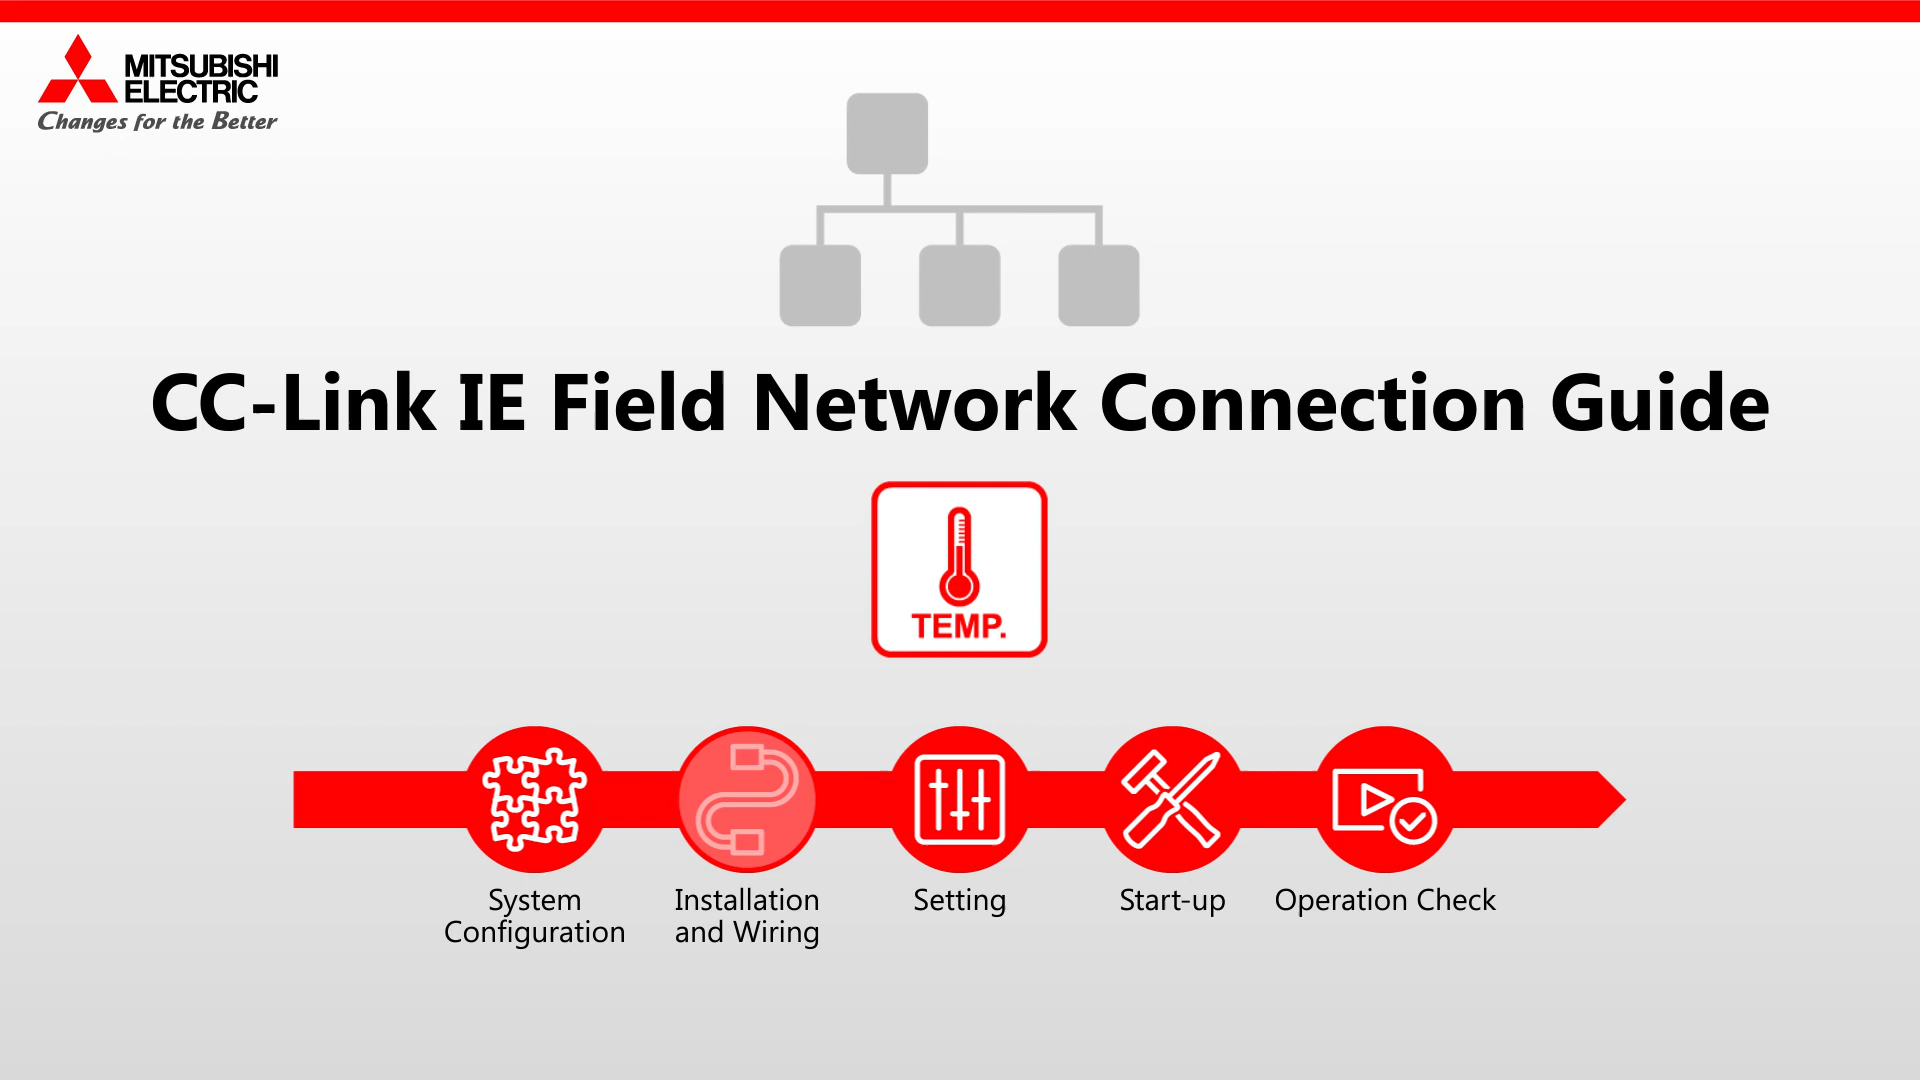 MITSUBISHI
ELECTRIC
Changes for the Better
CC-Link IE Field Network Connection Guide
TEMP.
System
Configuration
Installation
and Wiring
Setting
Start-up
Operation Check